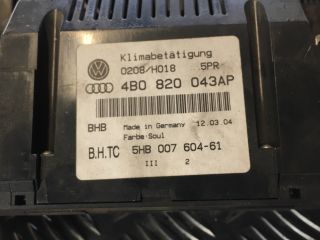 Klimabetätigung
0208/H018 .5PR
4B0 820 043AP
BHB Made in Germany 12.03.04
Farbe:Soul
B.H.TC 5HB 007 604-61
III 2